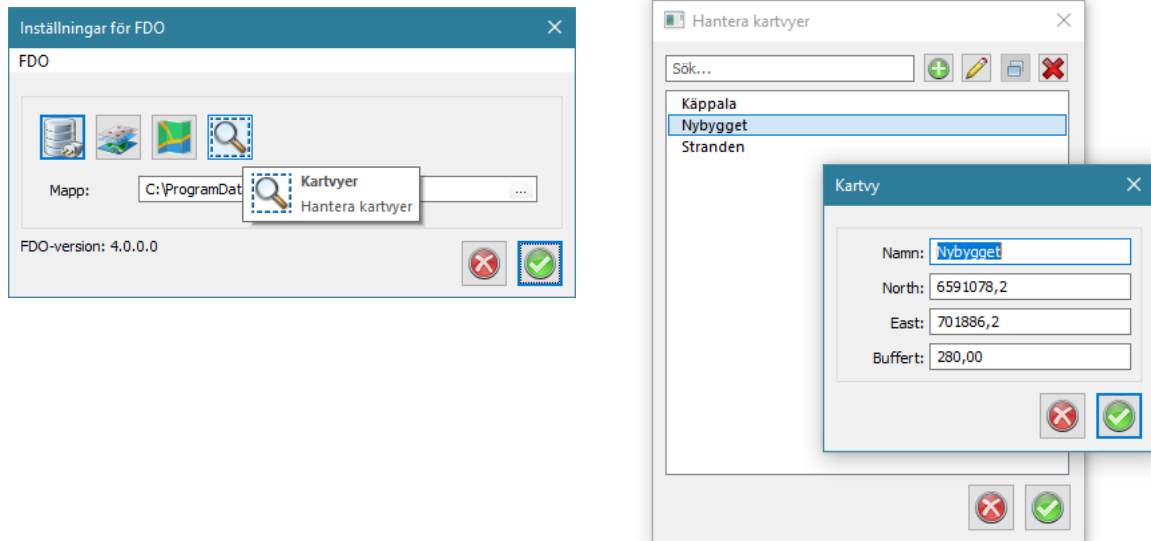 Inställningar för FDO
FDO
Mapp:
C:\ProgramDat
...
Kartvyer
Hantera kartvyer
FDO-version: 4.0.0.0
Hantera kartvyer
Sök...
Käppala
Nybygget
Stranden
Kartvy
Namn: Nybygget
North: 6591078,2
East: 701886,2
Buffert: 280,00